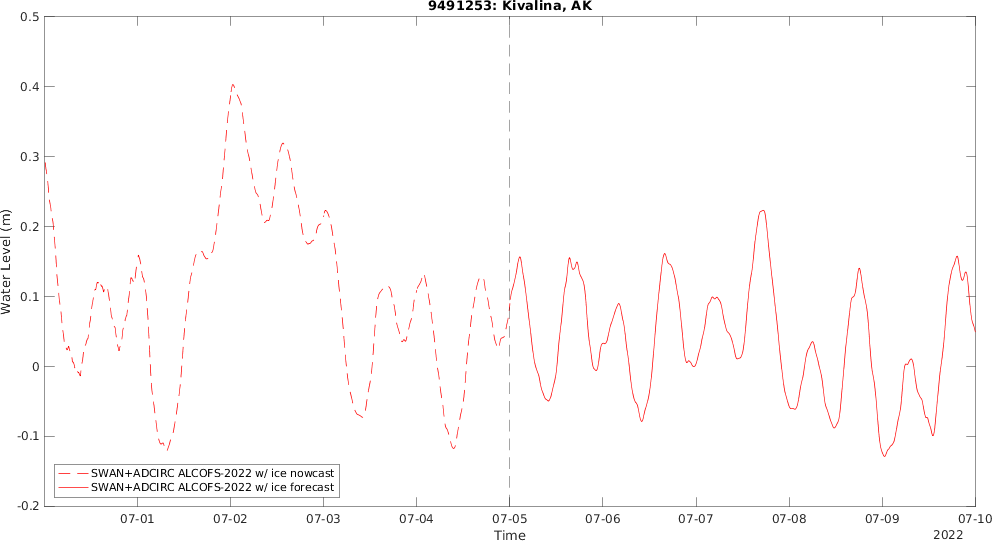 9491253: Kivalina, AK
0.5
0.4
0.3
0.2
0.1
0
-0.1
-0.2
Water Level (m)
SWAN+ADCIRC ALCOFS-2022 w/ ice nowcast
SWAN+ADCIRC ALCOFS-2022 w/ ice forecast
07-01 07-02 07-03 07-04 07-05 07-06 07-07 07-08 07-09 07-10
Time
2022